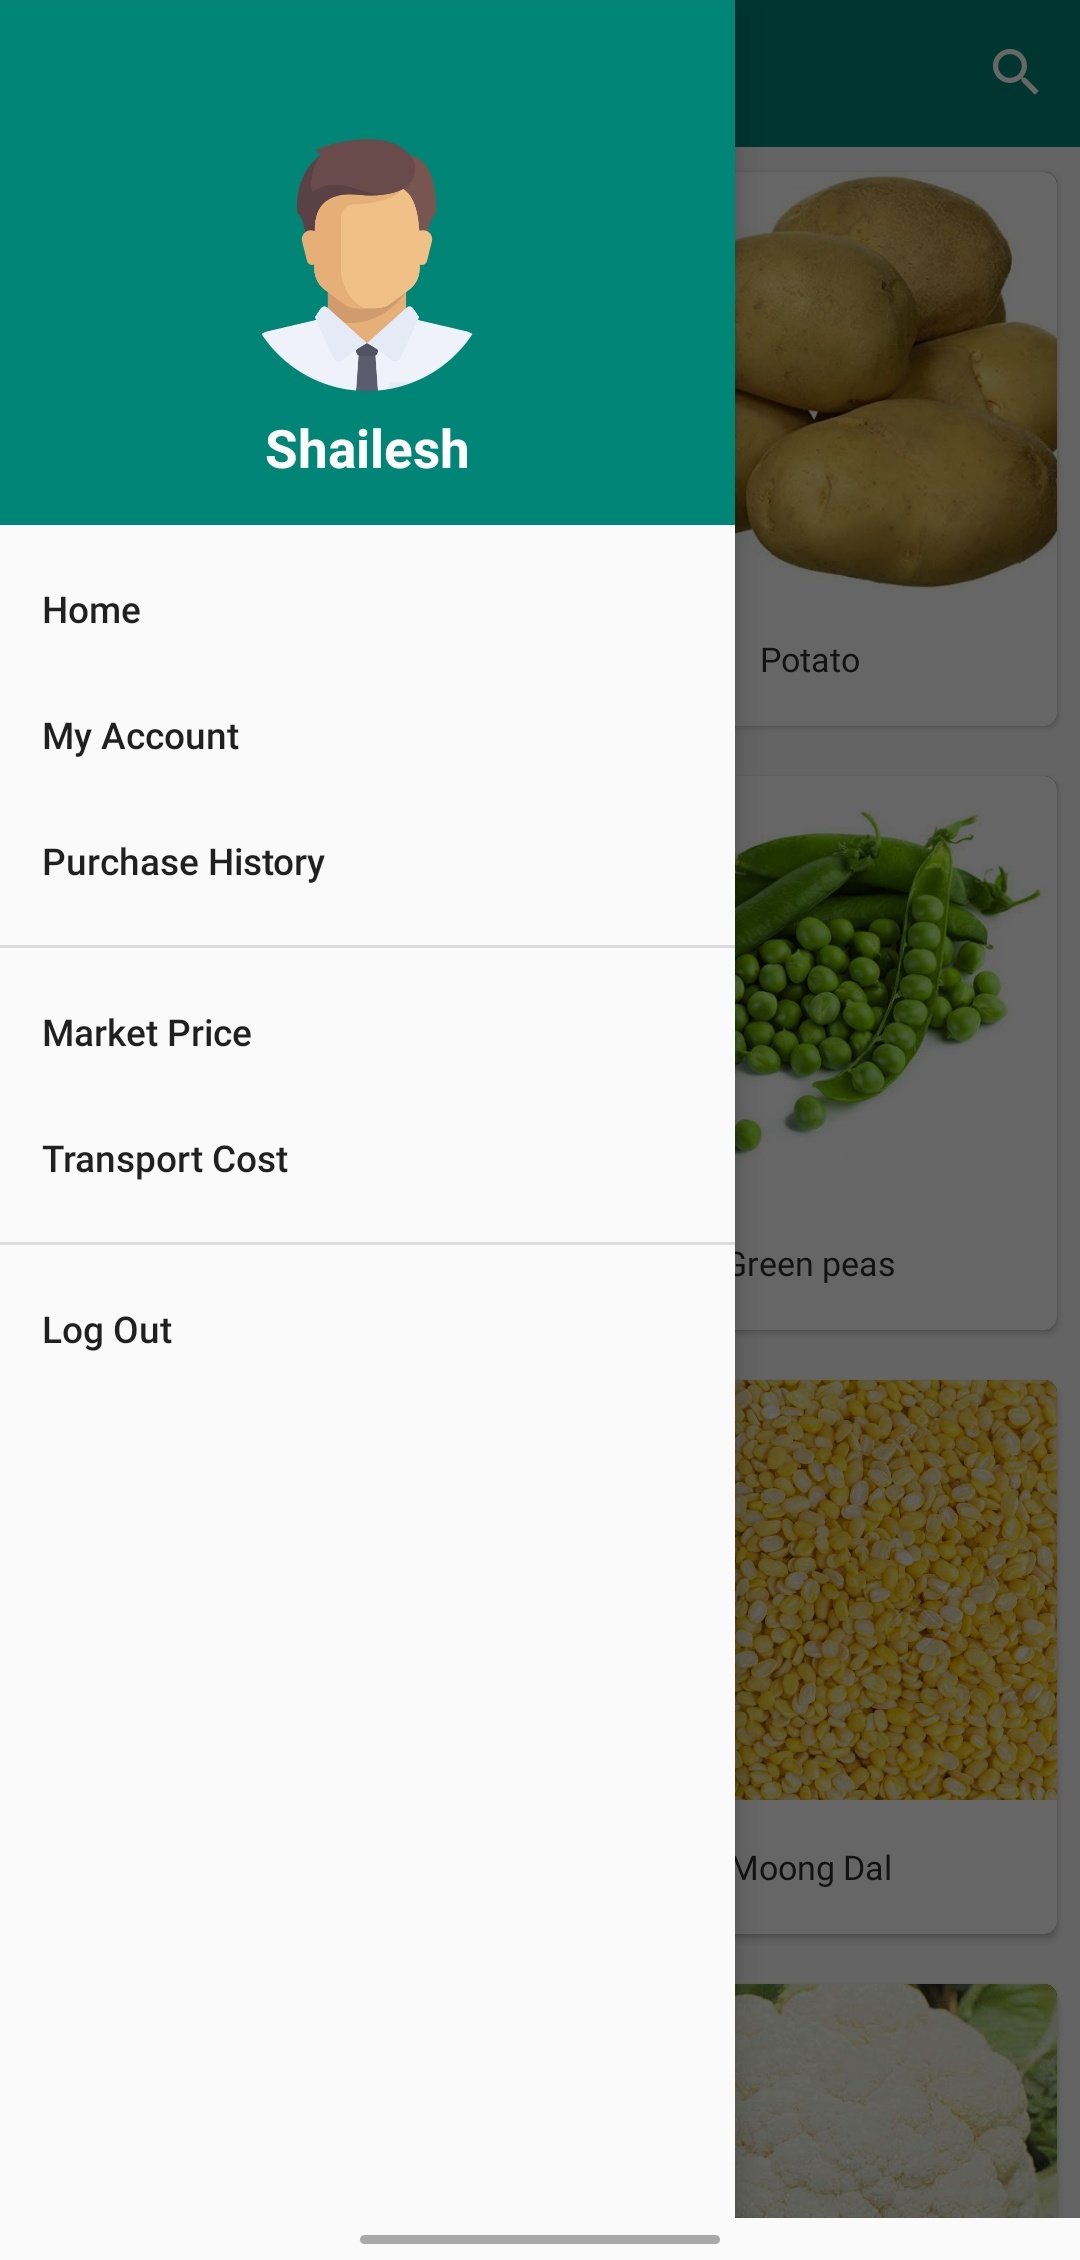 Shailesh
Home
My Account
Purchase History
Market Price
Transport Cost
Log Out
Potato
Green peas
Moong Dal